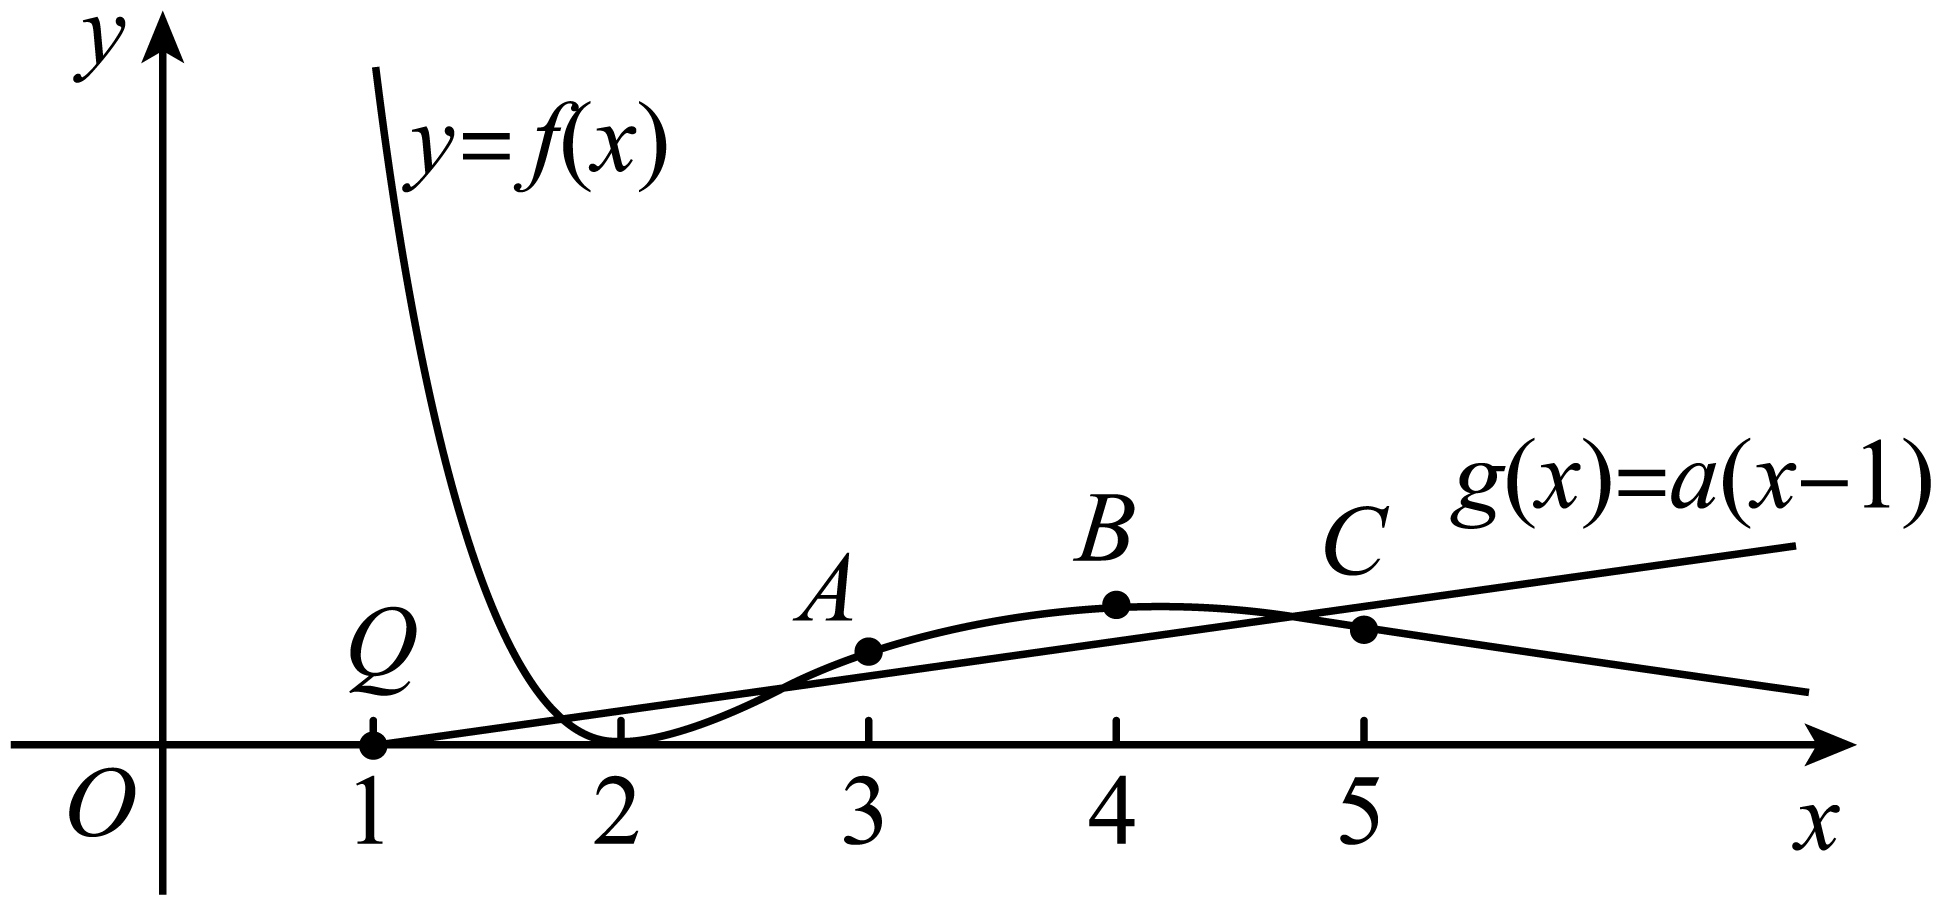 y
y=f(x)
g(x)=a(x−1)
B
C
A
Q
O
1 2 3 4 5
x